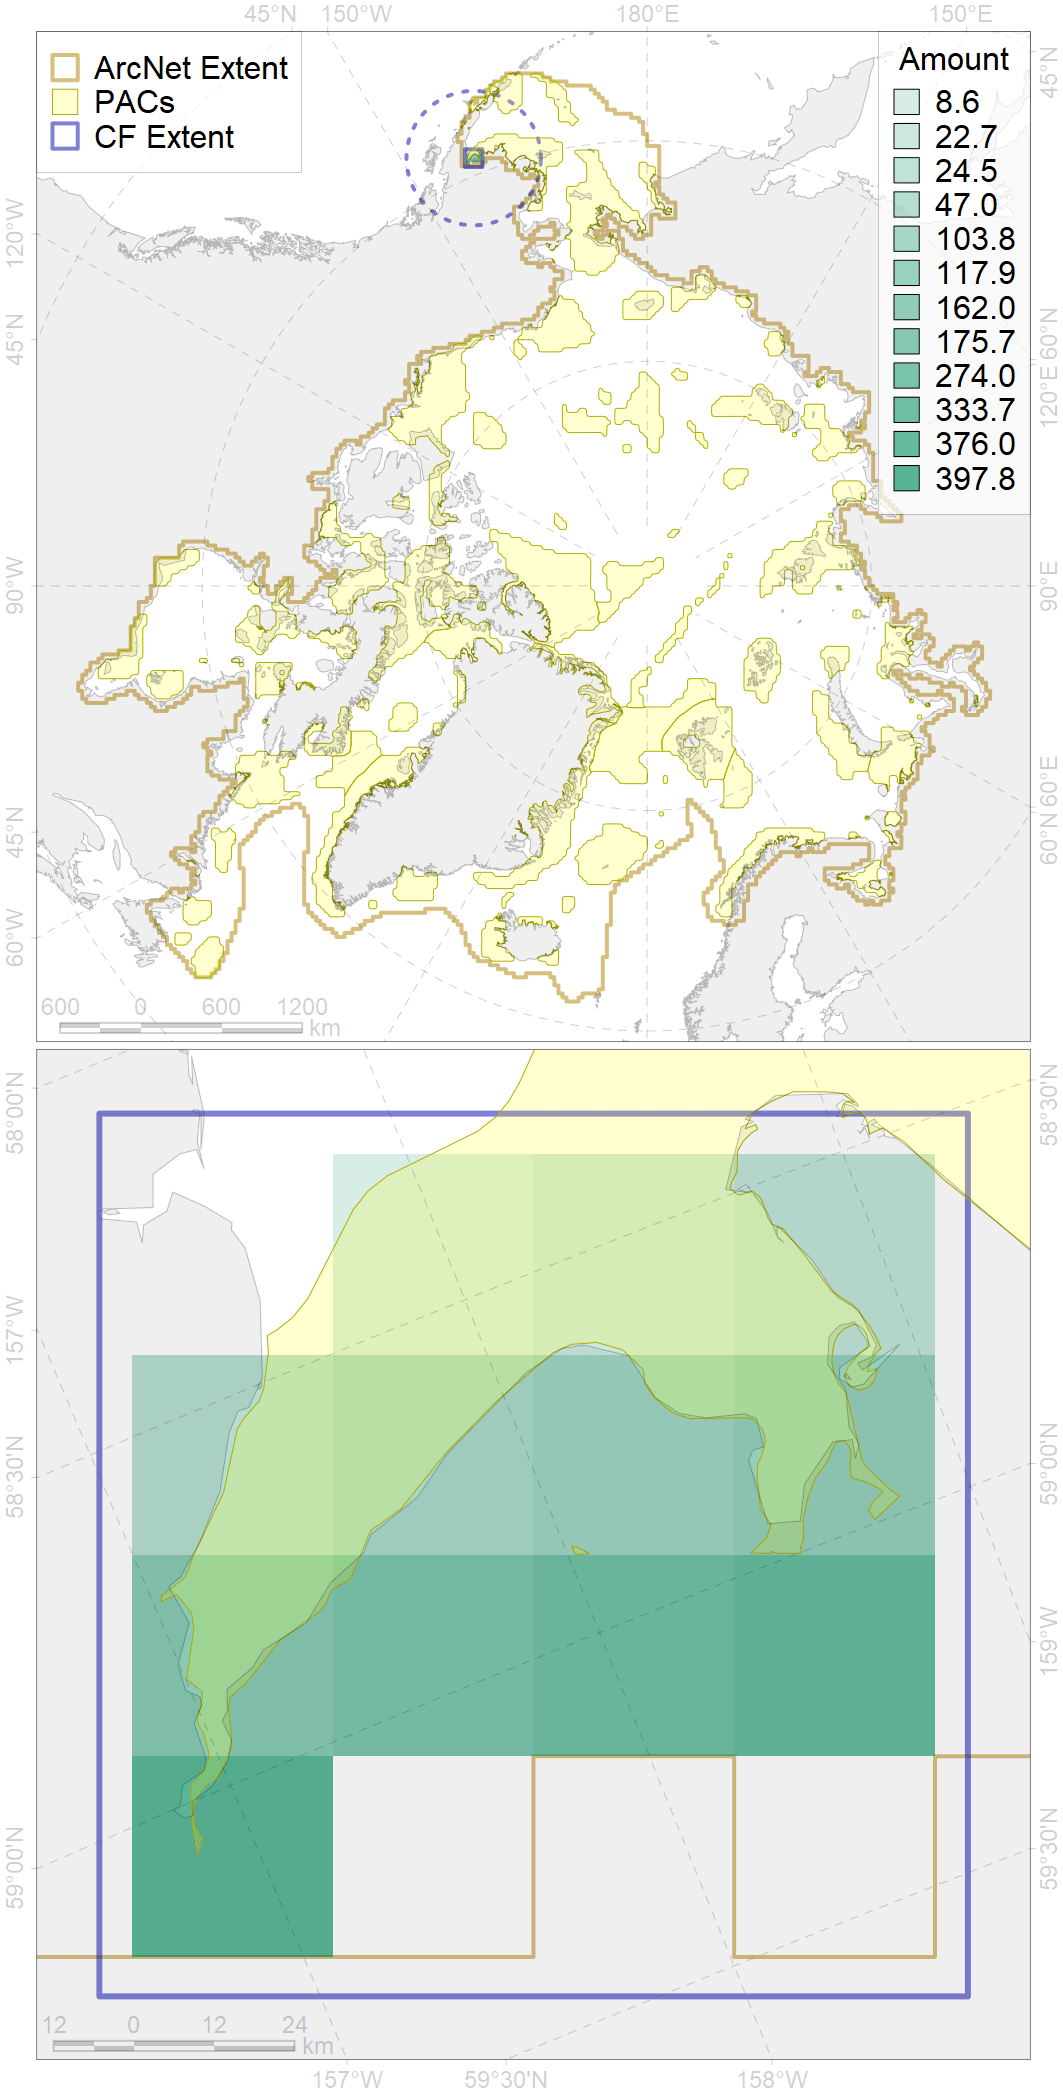 45°N 150°W 180°E 150°E
ArcNet Extent
PACs
CF Extent
Amount
8.6
22.7
24.5
47.0
103.8
117.9
162.0
175.7
274.0
333.7
376.0
397.8
120°W
45°N
90°W
45°N
60°W
45°N
60°N
120°E
60°E
60°N
600 0 600 1200
km
58°00'N
157°W
58°30'N
59°00'N
58°30'N
59°00'N
159°W
59°30'N
12 0 12 24
km
157°W 59°30'N 158°W